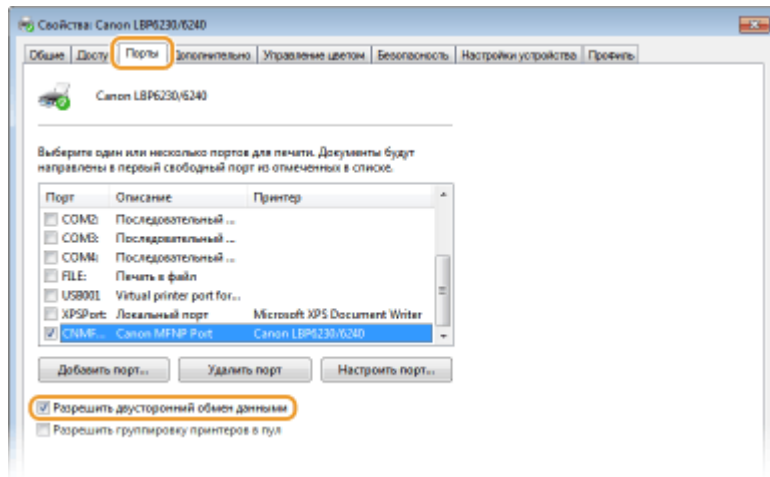 Свойства: Canon LBP6230/6240
Общие Досту Порты Дополнительно Управление цветом Безопасность Настройки устройства Профиль
Canon LBP6230/6240
Выберите один или несколько портов для печати. Документы будут
направлены в первый свободный порт из отмеченных в списке.
Порт Описание Принтер
COM2: Последовательный ...
COM3: Последовательный ...
COM4: Последовательный ...
FILE: Печать в файл
USB001 Virtual printer port for...
XPSPort: Локальный порт Microsoft XPS Document Writer
CNMF... Canon MFNP Port Canon LBP6230/6240
Добавить порт... Удалить порт Настроить порт...
Разрешить двусторонний обмен данными
Разрешить группировку принтеров в пул